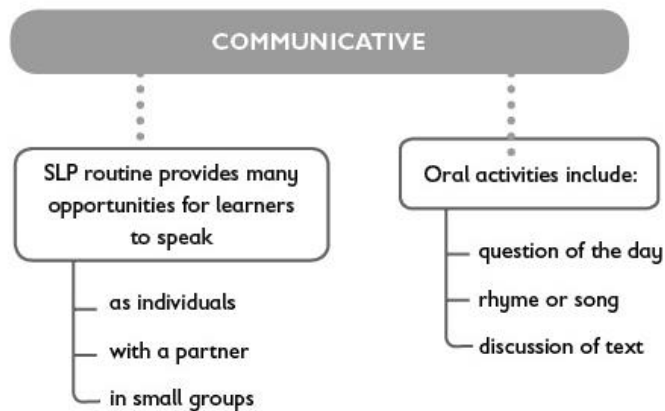 COMMUNICATIVE
SLP routine provides many
opportunities for learners
to speak
as individuals
with a partner
in small groups
Oral activities include:
question of the day
rhyme or song
discussion of text